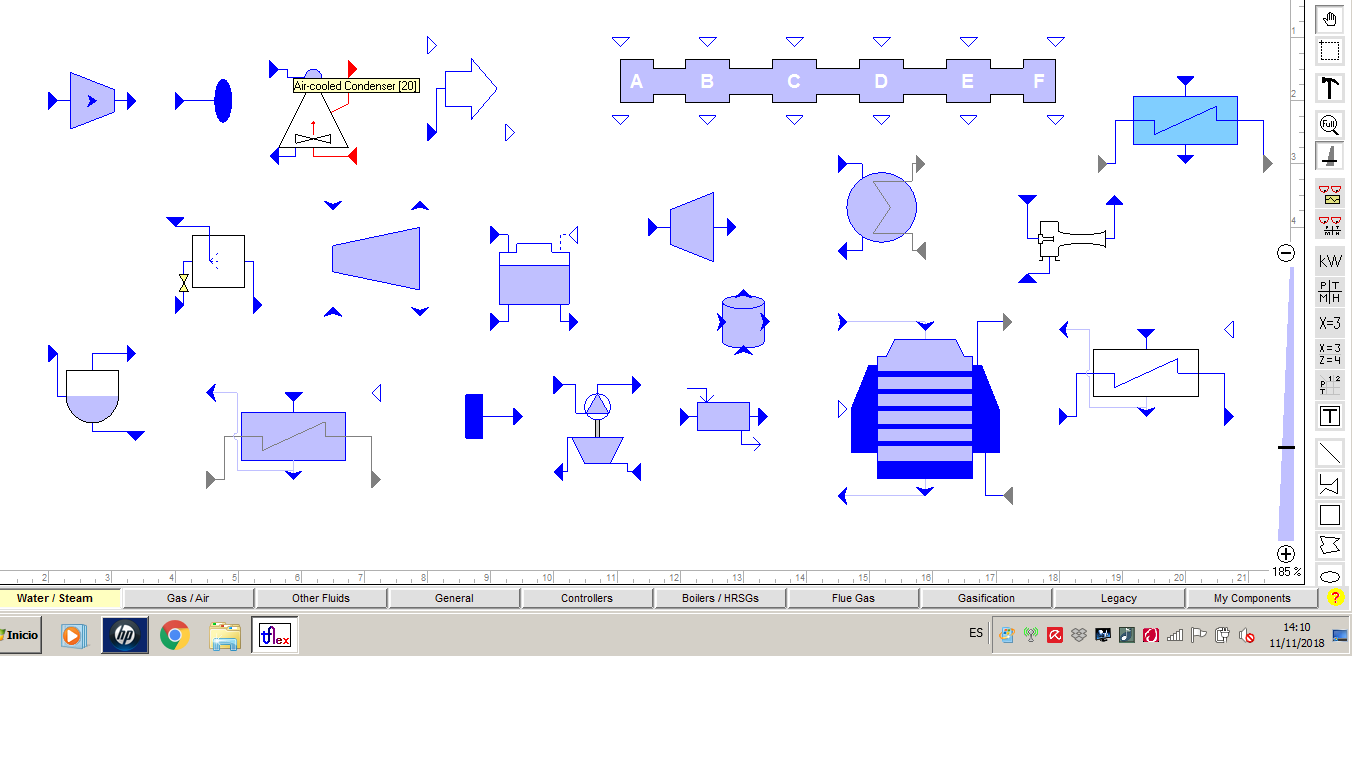 Air-cooled Condenser [20]
A B C D E F
1
2
3
4
Full
kW
P T
M H
X=3
X=3
Z=4
P 1 2
T
T
2 3 4 5 6 7 8 9 10 11 12 13 14 15 16 17 18 19 20 21
185 %
Water / Steam Gas / Air Other Fluids General Controllers Boilers / HRSGs Flue Gas Gasification Legacy My Components ?
Inicio
hp
tflex
ES
14:10
11/11/2018